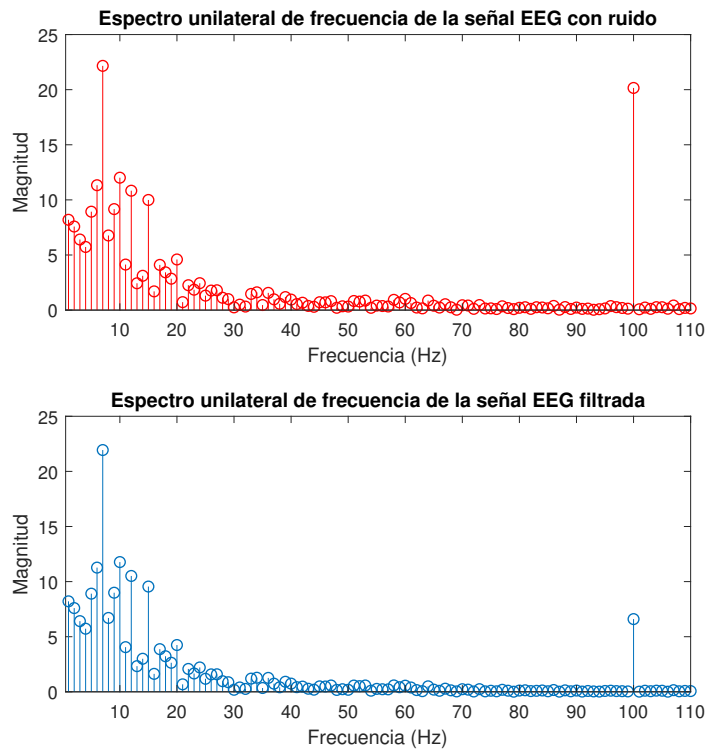 Espectro unilateral de frecuencia de la señal EEG con ruido
25
20
15
10
5
0
Magnitud
10 20 30 40 50 60 70 80 90 100 110
Frecuencia (Hz)
Espectro unilateral de frecuencia de la señal EEG filtrada
25
20
15
10
5
0
Magnitud
10 20 30 40 50 60 70 80 90 100 110
Frecuencia (Hz)